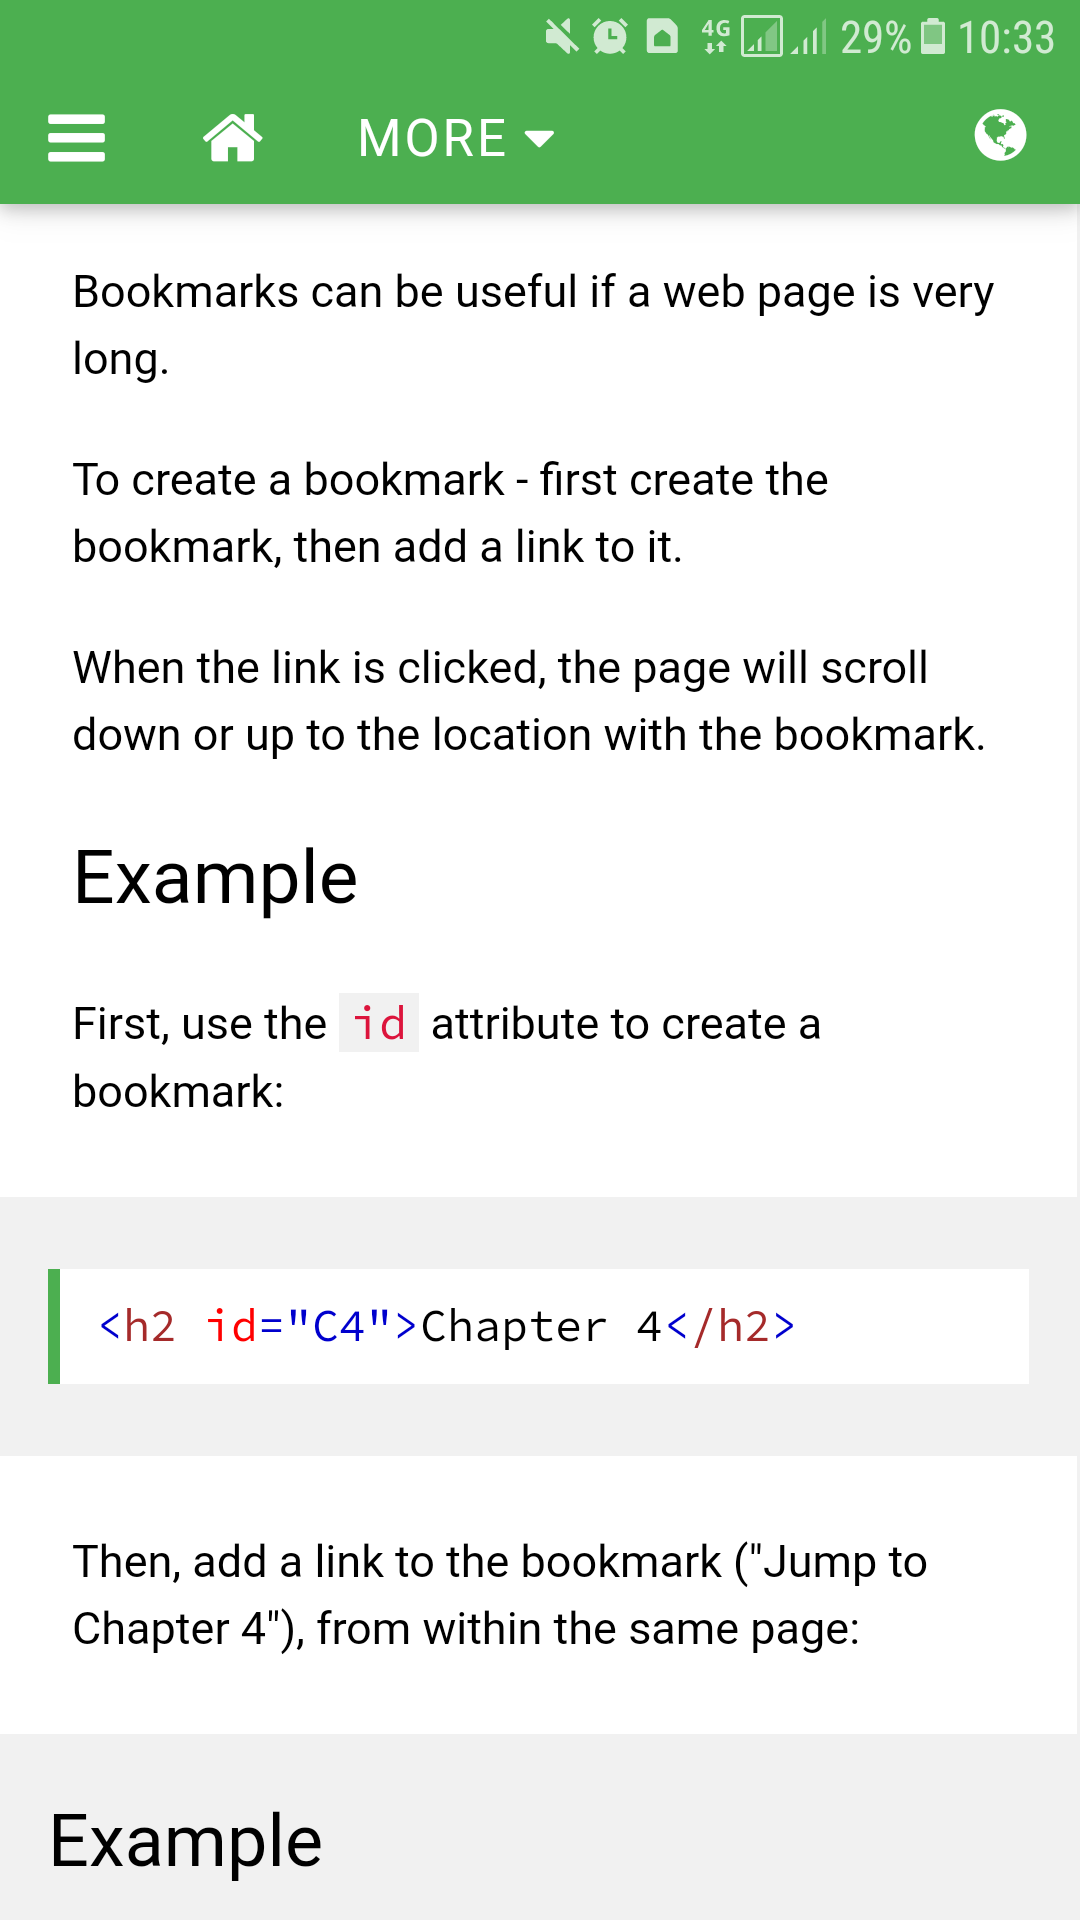 4G 29% 10:33
MORE
Bookmarks can be useful if a web page is very
long.
To create a bookmark - first create the
bookmark, then add a link to it.
When the link is clicked, the page will scroll
down or up to the location with the bookmark.
Example
First, use the id attribute to create a
bookmark:
<h2 id="C4">Chapter 4</h2>
Then, add a link to the bookmark ("Jump to
Chapter 4"), from within the same page:
Example